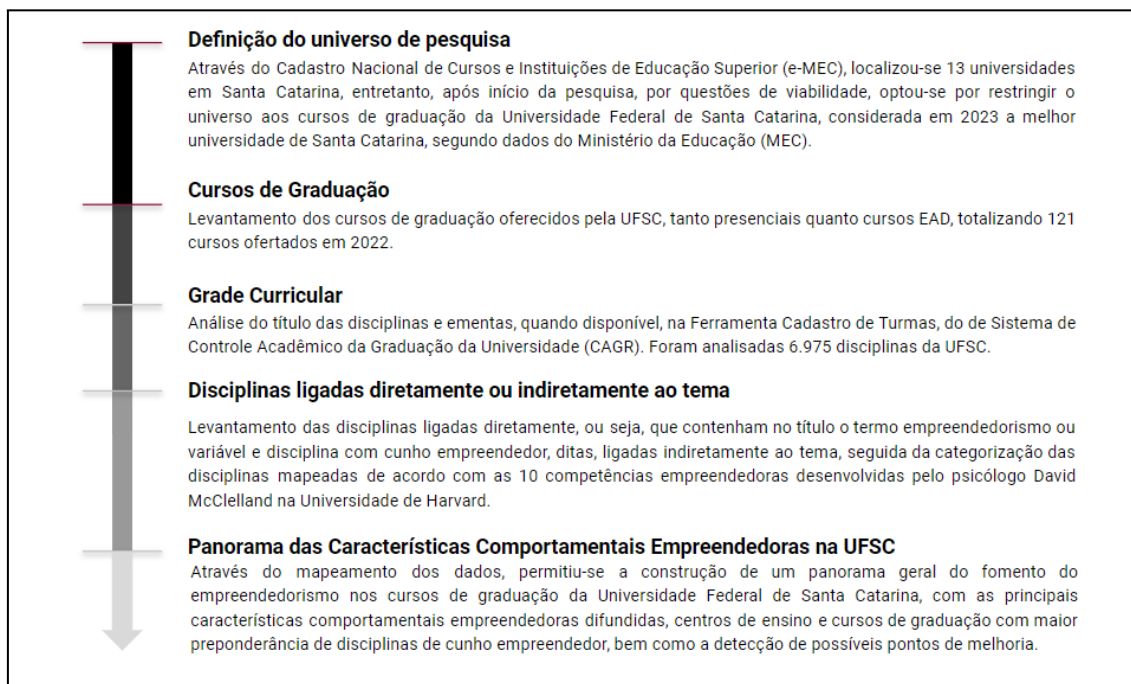 Definição do universo de pesquisa
Através do Cadastro Nacional de Cursos e Instituições de Educação Superior (e-MEC), localizou-se 13 universidades
em Santa Catarina, entretanto, após início da pesquisa, por questões de viabilidade, optou-se por restringir o
universo aos cursos de graduação da Universidade Federal de Santa Catarina, considerada em 2023 a melhor
universidade de Santa Catarina, segundo dados do Ministério da Educação (MEC).
Cursos de Graduação
Levantamento dos cursos de graduação oferecidos pela UFSC, tanto presenciais quanto cursos EAD, totalizando 121
cursos ofertados em 2022.
Grade Curricular
Análise do título das disciplinas e ementas, quando disponível, na Ferramenta Cadastro de Turmas, do de Sistema de
Controle Acadêmico da Graduação da Universidade (CAGR). Foram analisadas 6.975 disciplinas da UFSC.
Disciplinas ligadas diretamente ou indiretamente ao tema
Levantamento das disciplinas ligadas diretamente, ou seja, que contenham no título o termo empreendedorismo ou
variável e disciplina com cunho empreendedor, ditas, ligadas indiretamente ao tema, seguida da categorização das
disciplinas mapeadas de acordo com as 10 competências empreendedoras desenvolvidas pelo psicólogo David
McClelland na Universidade de Harvard.
Panorama das Características Comportamentais Empreendedoras na UFSC
Através do mapeamento dos dados, permitiu-se a construção de um panorama geral do fomento do
empreendedorismo nos cursos de graduação da Universidade Federal de Santa Catarina, com as principais
características comportamentais empreendedoras difundidas, centros de ensino e cursos de graduação com maior
preponderância de disciplinas de cunho empreendedor, bem como a detecção de possíveis pontos de melhoria.